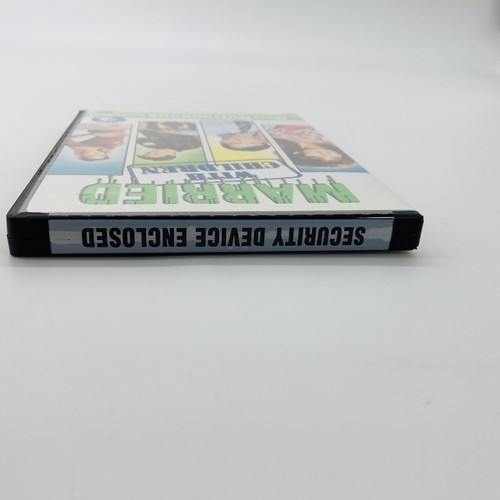 MARRIED
WITH
CHILDREN
SECURITY DEVICE ENCLOSED